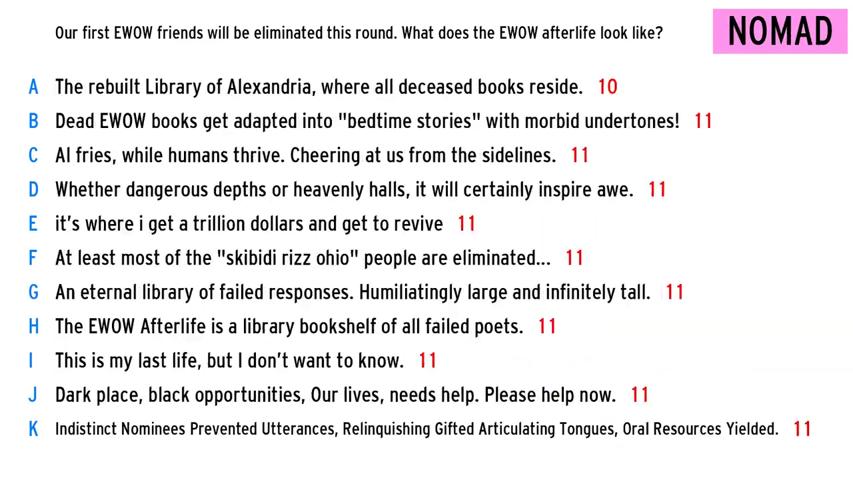 Our first EWOW friends will be eliminated this round. What does the EWOW afterlife look like?
NOMAD
A The rebuilt Library of Alexandria, where all deceased books reside. 10
B Dead EWOW books get adapted into "bedtime stories" with morbid undertones! 11
C AI fries, while humans thrive. Cheering at us from the sidelines. 11
D Whether dangerous depths or heavenly halls, it will certainly inspire awe. 11
E it's where i get a trillion dollars and get to revive 11
F At least most of the "skibidi rizz ohio" people are eliminated... 11
G An eternal library of failed responses. Humiliatingly large and infinitely tall. 11
H The EWOW Afterlife is a library bookshelf of all failed poets. 11
I This is my last life, but I don't want to know. 11
J Dark place, black opportunities, Our lives, needs help. Please help now. 11
K Indistinct Nominees Prevented Utterances, Relinquishing Gifted Articulating Tongues, Oral Resources Yielded. 11